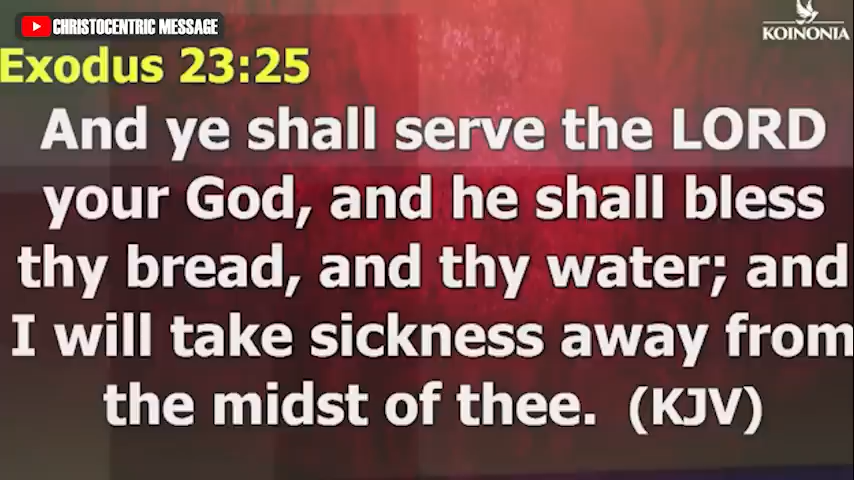 CHRISTOCENTRIC MESSAGE
KOINONIA
Exodus 23:25
And ye shall serve the LORD
your God, and he shall bless
thy bread, and thy water; and
I will take sickness away from
the midst of thee. (KJV)